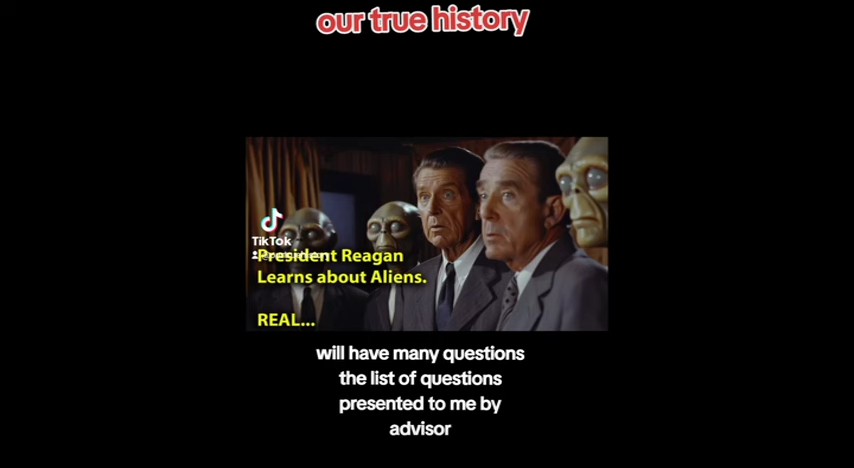 our true history
TikTok
President Reagan
Learns about Aliens.
REAL...
will have many questions
the list of questions
presented to me by
advisor